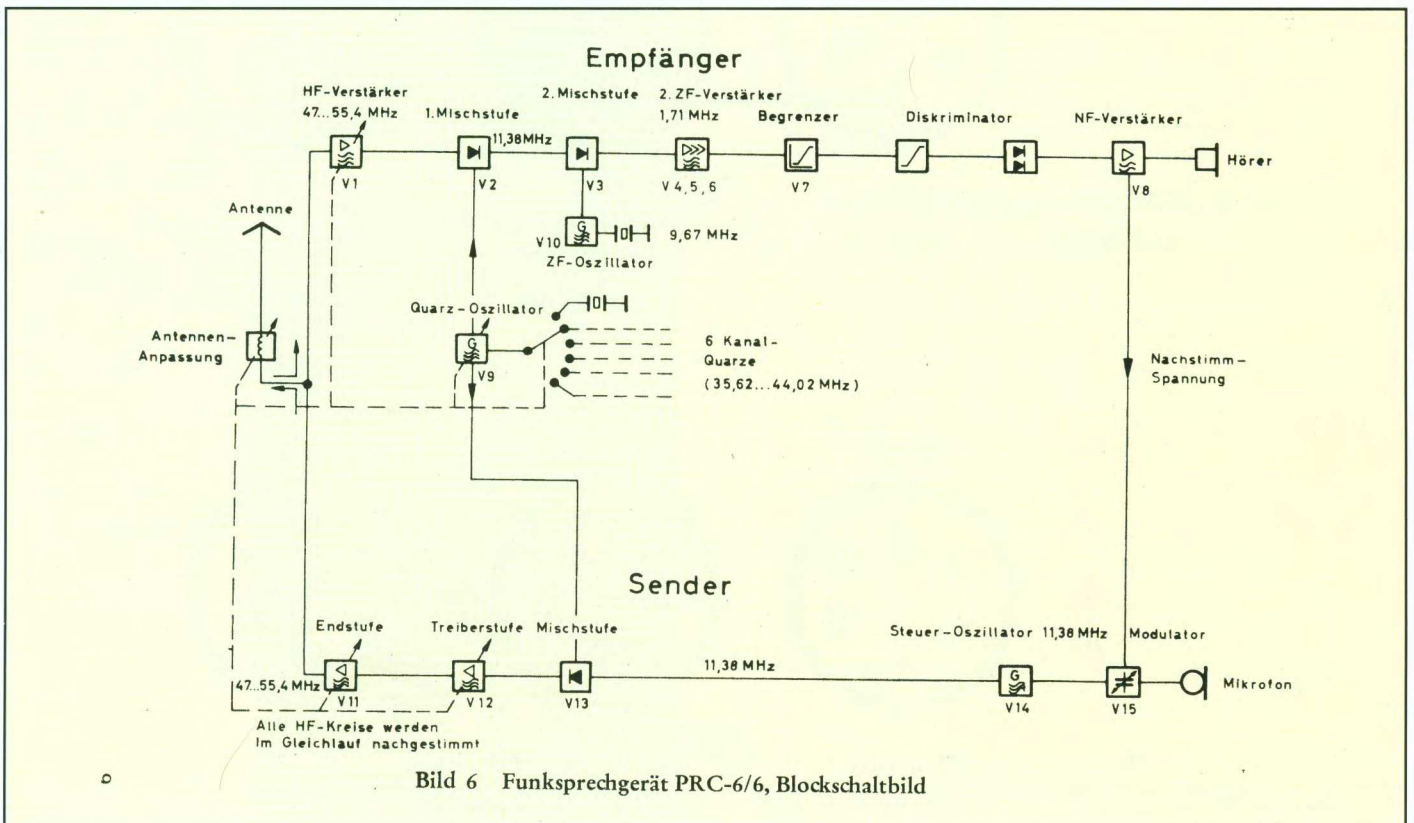 Empfänger
HF-Verstärker
47...55,4 MHz
1.Mischstufe
11,38MHz
2.Mischstufe
2.ZF-Verstärker
1,71 MHz
Begrenzer
Diskriminator
NF-Verstärker
Hörer
V1
V2
V3
V 4, 5, 6
V7
V8
Antenne
G
V10
9,67 MHz
ZF-Oszillator
Quarz-Oszillator
G
V9
6 Kanal-
Quarze
(35,62...44,02 MHz)
Antennen-
Anpassung
Nachstimm-
Spannung
Sender
Endstufe
Treiberstufe
Mischstufe
Steuer-Oszillator 11,38 MHz
Modulator
11,38 MHz
G
Mikrofon
47...55,4 MHz
V11
V12
V13
V14
V15
Alle HF-Kreise werden
Im Gleichlauf nachgestimmt
Bild 6 Funksprechgerät PRC-6/6, Blockschaltbild